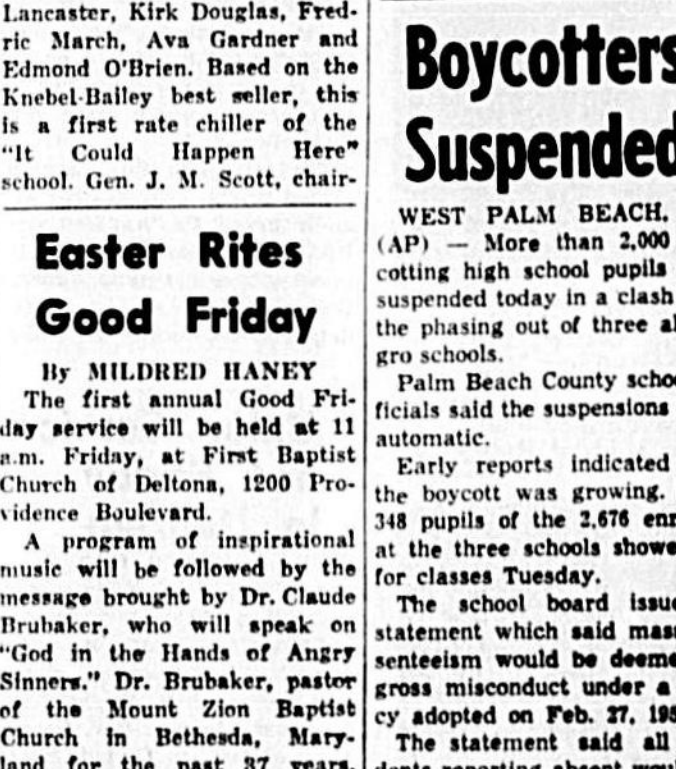 Lancaster, Kirk Douglas, Fred-
ric March, Ava Gardner and
Edmond O'Brien. Based on the
Knebel-Bailey best seller, this
is a first rate chiller of the
"It Could Happen Here"
school. Gen. J. M. Scott, chair-
Easter Rites
Good Friday
By MILDRED HANEY
The first annual Good Fri-
day service will be held at 11
a.m. Friday, at First Baptist
Church of Deltona, 1200 Pro-
vidence Boulevard.
A program of inspirational
music will be followed by the
message brought by Dr. Claude
Brubaker, who will speak on
"God in the Hands of Angry
Sinners." Dr. Brubaker, pastor
of the Mount Zion Baptist
Church in Bethesda, Mary-
land for the past 37 years,
Boycotters
Suspended
WEST PALM BEACH,
(AP) — More than 2,000
cotting high school pupils
suspended today in a clash
the phasing out of three al
gro schools.
Palm Beach County schoo
ficials said the suspensions
automatic.
Early reports indicated
the boycott was growing.
348 pupils of the 2,676 enr
at the three schools showe
for classes Tuesday.
The school board issue
statement which said mas
senteeism would be deeme
gross misconduct under a
cy adopted on Feb. 27, 195
The statement said all
dents reporting absent woul